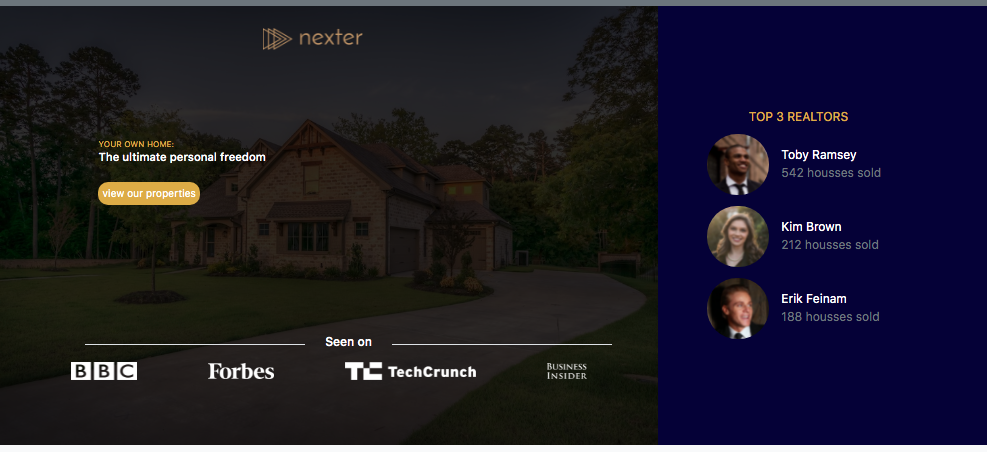 nexter
YOUR OWN HOME:
The ultimate personal freedom
view our properties
Seen on
BBC
Forbes
TC TechCrunch
BUSINESS
INSIDER
TOP 3 REALTORS
Toby Ramsey
542 housses sold
Kim Brown
212 housses sold
Erik Feinam
188 housses sold